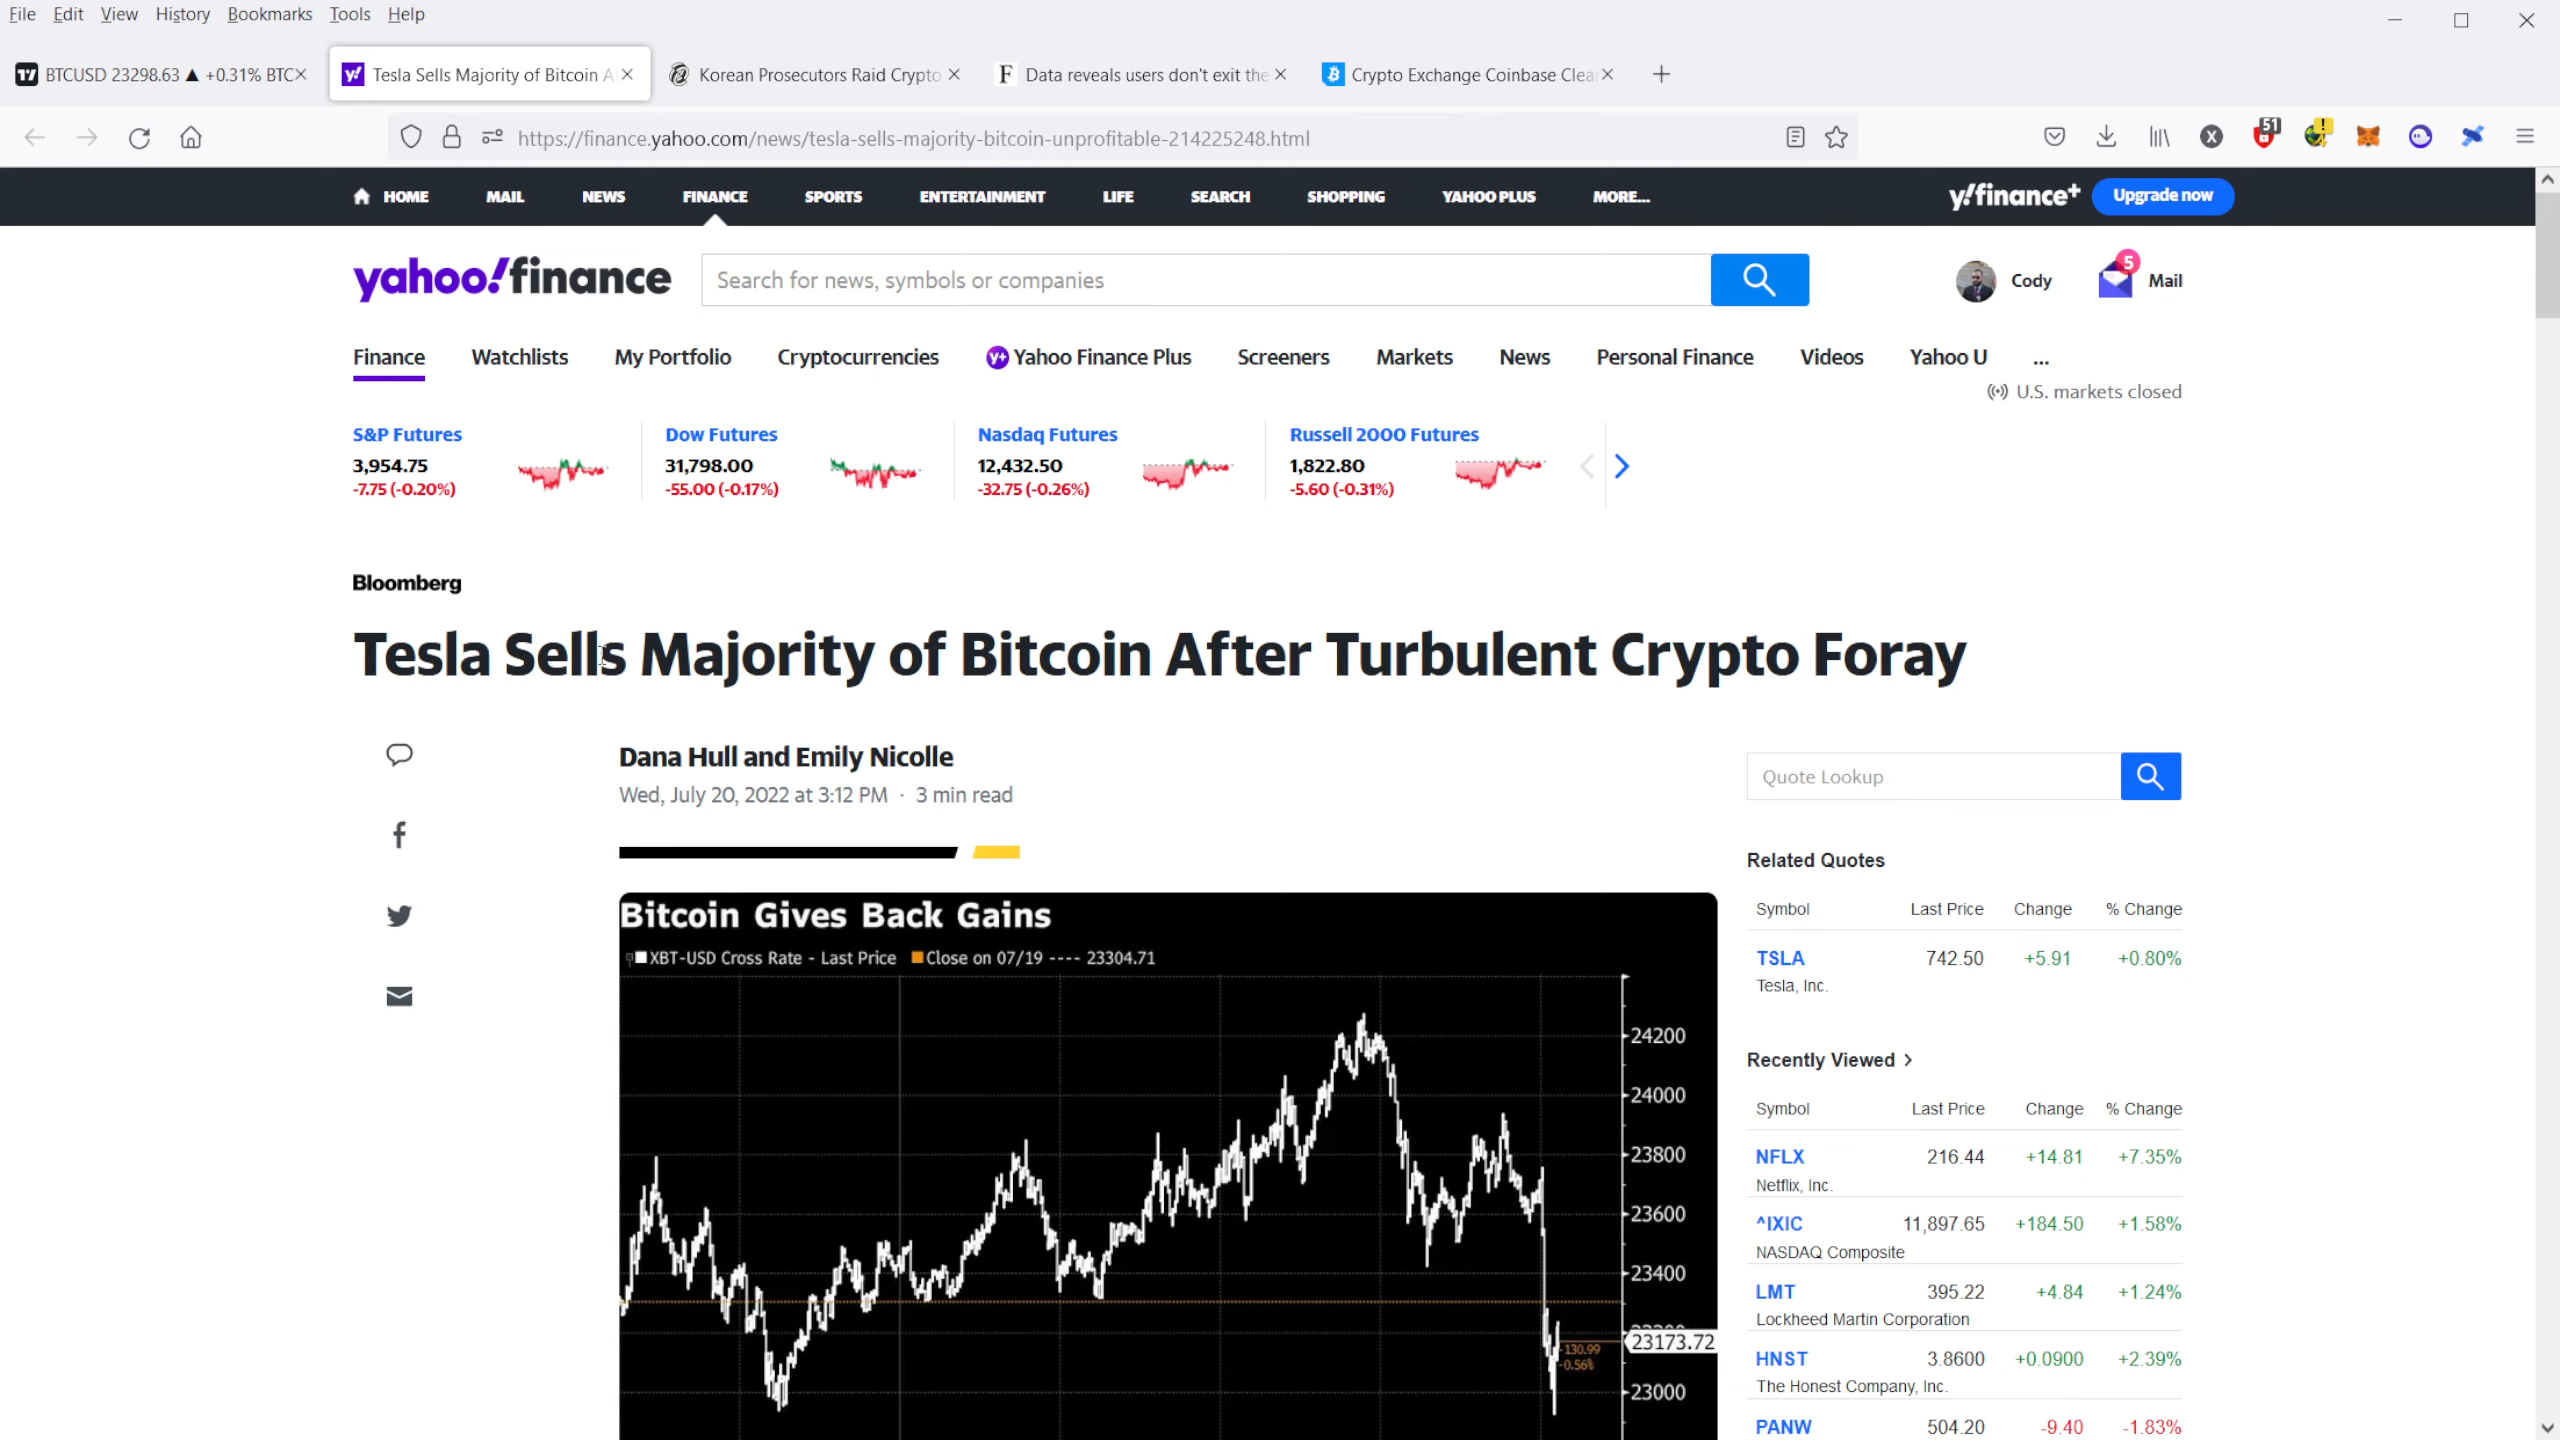 File Edit View History Bookmarks Tools Help
BTCUSD 23298.63 ▲ +0.31% BTC
Tesla Sells Majority of Bitcoin A
Korean Prosecutors Raid Crypto
Data reveals users don't exit the
Crypto Exchange Coinbase Clea
https://finance.yahoo.com/news/tesla-sells-majority-bitcoin-unprofitable-214225248.html
51
HOME MAIL NEWS FINANCE SPORTS ENTERTAINMENT LIFE SEARCH SHOPPING YAHOO PLUS MORE...
y!finance+ Upgrade now
yahoo!finance
Search for news, symbols or companies
Cody
5
Mail
Finance Watchlists My Portfolio Cryptocurrencies y+ Yahoo Finance Plus Screeners Markets News Personal Finance Videos Yahoo U ...
U.S. markets closed
S&P Futures
3,954.75
-7.75 (-0.20%)
Dow Futures
31,798.00
-55.00 (-0.17%)
Nasdaq Futures
12,432.50
-32.75 (-0.26%)
Russell 2000 Futures
1,822.80
-5.60 (-0.31%)
Bloomberg
Tesla Sells Majority of Bitcoin After Turbulent Crypto Foray
Dana Hull and Emily Nicolle
Wed, July 20, 2022 at 3:12 PM · 3 min read
Bitcoin Gives Back Gains
XBT-USD Cross Rate - Last Price Close on 07/19 ---- 23304.71
24200
24000
23800
23600
23400
23173.72
-130.99
-0.56%
23000
Quote Lookup
Related Quotes
Symbol Last Price Change % Change
TSLA 742.50 +5.91 +0.80%
Tesla, Inc.
Recently Viewed >
Symbol Last Price Change % Change
NFLX 216.44 +14.81 +7.35%
Netflix, Inc.
^IXIC 11,897.65 +184.50 +1.58%
NASDAQ Composite
LMT 395.22 +4.84 +1.24%
Lockheed Martin Corporation
HNST 3.8600 +0.0900 +2.39%
The Honest Company, Inc.
PANW 504.20 -9.40 -1.83%